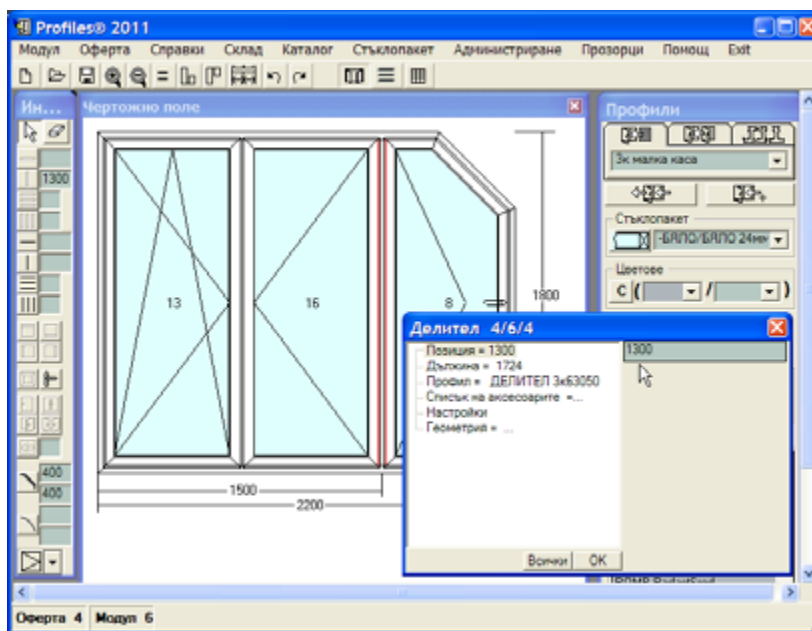 Profiles® 2011
Модул Оферта Справки Склад Каталог Стъклопакет Администриране Прозорци Помощ Exit
Ин...
Чертожно поле
Профили
3к малка каса
1300
Стъклопакет
-БЯЛО/БЯЛО 24мм
Цветове
C ( / )
13
16
8
1800
Делител 4/6/4
Позиция = 1300
1300
Дължина = 1724
Профил = ДЕЛИТЕЛ 3к63050
Списък на аксесоарите =...
Настройки
Геометрия = ...
400
400
1500
2200
Всички
OK
Оферта 4 Модул 6